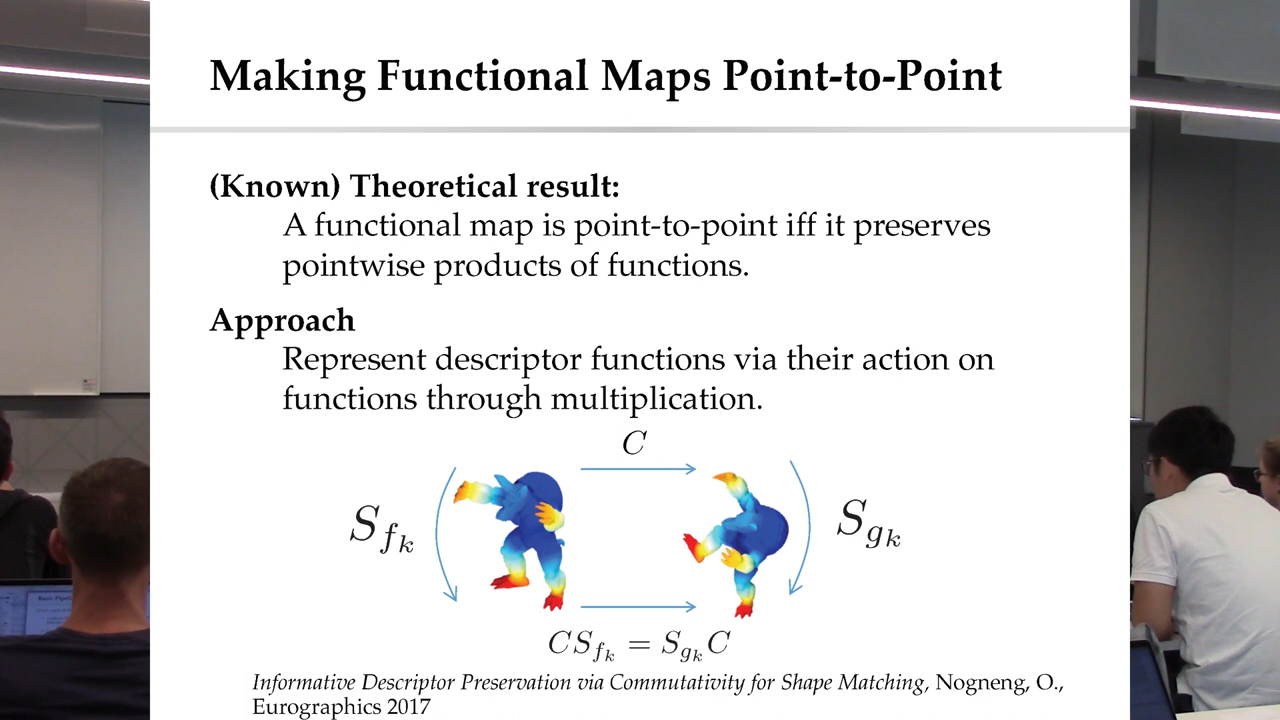 Making Functional Maps Point-to-Point
(Known) Theoretical result:
A functional map is point-to-point iff it preserves
pointwise products of functions.
Approach
Represent descriptor functions via their action on
functions through multiplication.
C
S_{f_k}
S_{g_k}
CS_{f_k} = S_{g_k}C
Informative Descriptor Preservation via Commutativity for Shape Matching, Nogneng, O.,
Eurographics 2017